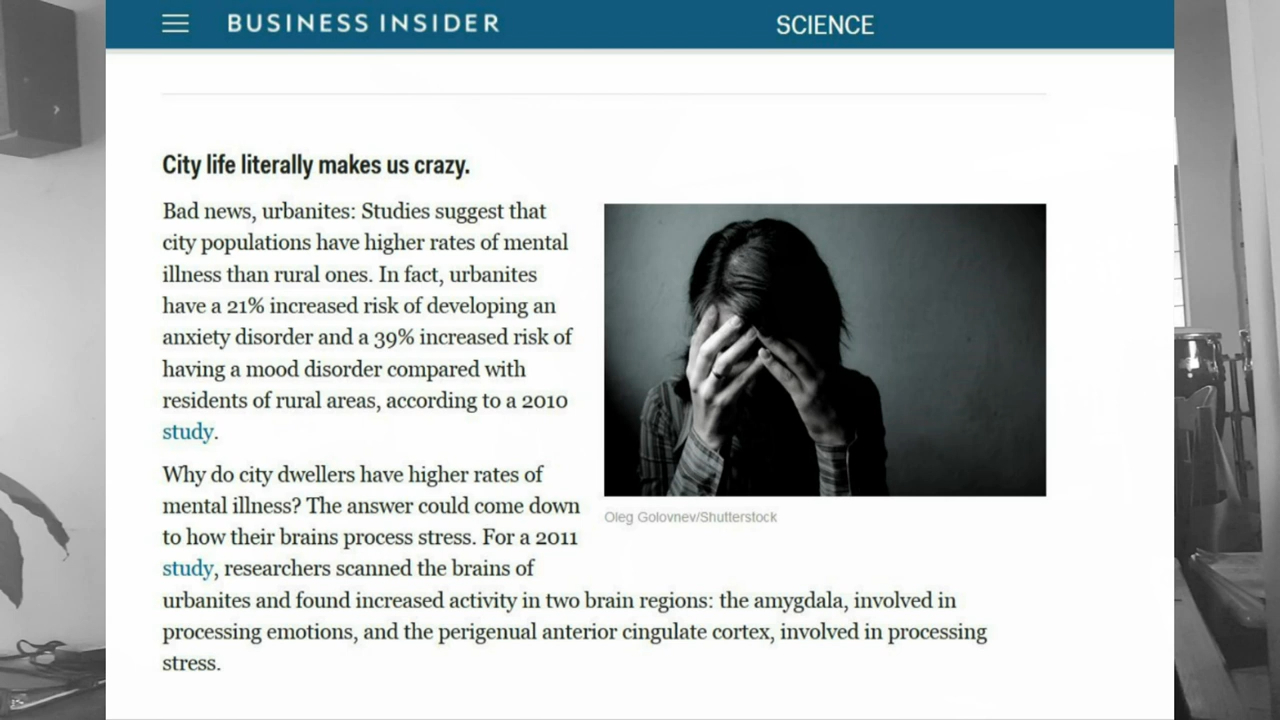 BUSINESS INSIDER
SCIENCE
City life literally makes us crazy.
Bad news, urbanites: Studies suggest that
city populations have higher rates of mental
illness than rural ones. In fact, urbanites
have a 21% increased risk of developing an
anxiety disorder and a 39% increased risk of
having a mood disorder compared with
residents of rural areas, according to a 2010
study.
Why do city dwellers have higher rates of
mental illness? The answer could come down
to how their brains process stress. For a 2011
study, researchers scanned the brains of
urbanites and found increased activity in two brain regions: the amygdala, involved in
processing emotions, and the perigenual anterior cingulate cortex, involved in processing
stress.
Oleg Golovnev/Shutterstock